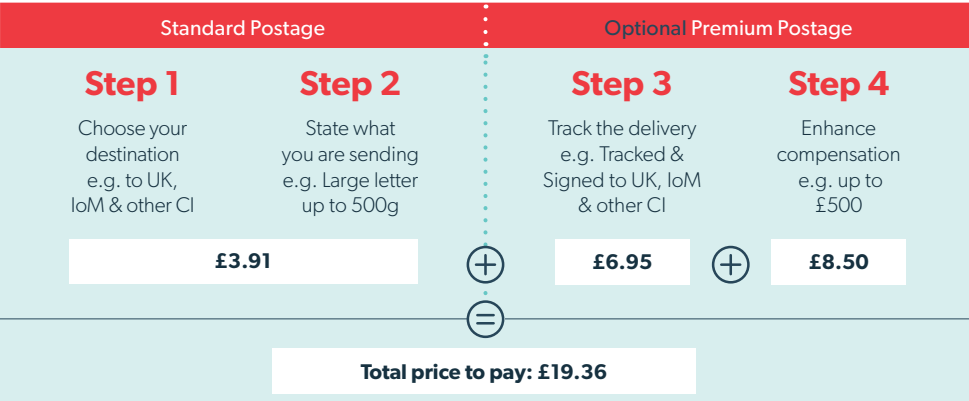 Standard Postage
Optional Premium Postage
Step 1
Choose your
destination
e.g. to UK,
IoM & other CI
Step 2
State what
you are sending
e.g. Large letter
up to 500g
£3.91
+
Step 3
Track the delivery
e.g. Tracked &
Signed to UK, IoM
& other CI
£6.95
+
Step 4
Enhance
compensation
e.g. up to
£500
£8.50
=
Total price to pay: £19.36